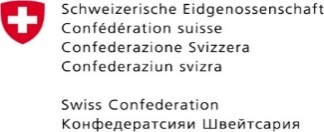 Schweizerische Eidgenossenschaft
Confédération suisse
Confederazione Svizzera
Confederaziun svizra
Swiss Confederation
Конфедератсияи Швейтсария